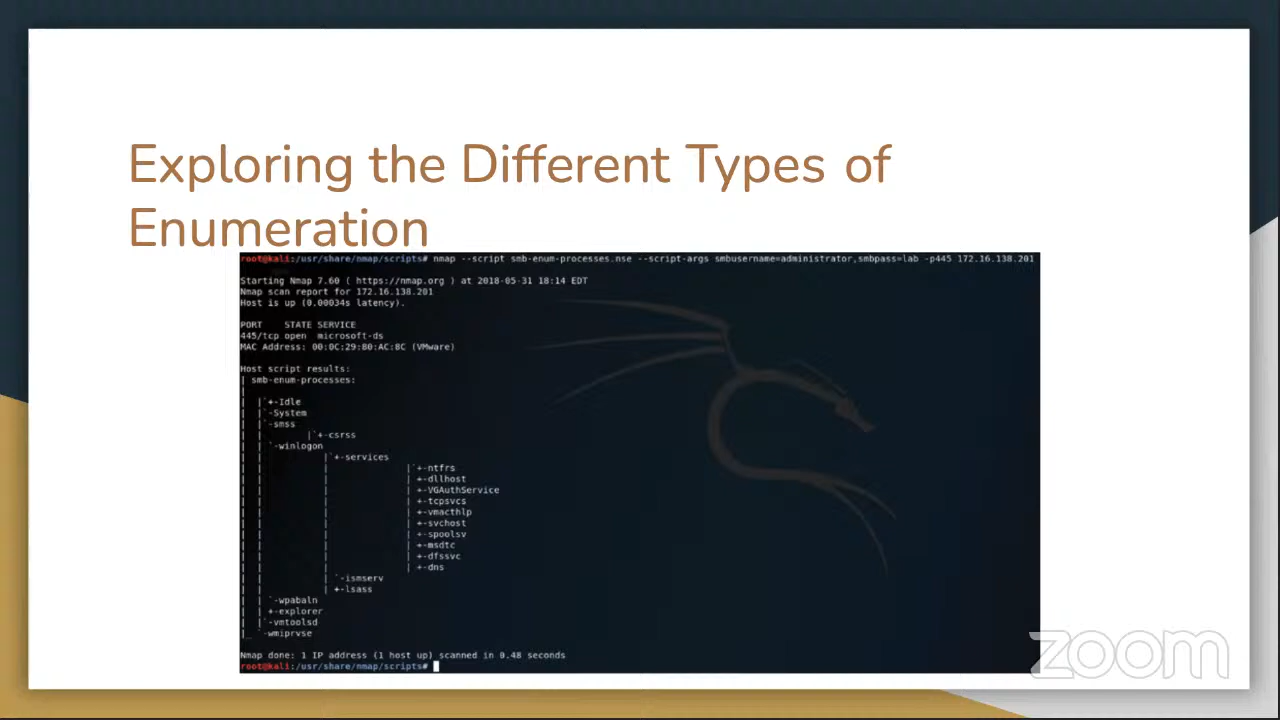 Exploring the Different Types of
Enumeration
root@kali:/usr/share/nmap/scripts# nmap --script smb-enum-processes.nse --script-args smbusername=administrator,smbpass=lab -p445 172.16.138.201
Starting Nmap 7.60 ( https://nmap.org ) at 2018-05-31 18:14 EDT
Nmap scan report for 172.16.138.201
Host is up (0.00034s latency).
PORT    STATE SERVICE
445/tcp open  microsoft-ds
MAC Address: 00:0C:29:B0:AC:8C (VMware)
Host script results:
| smb-enum-processes:
|
|  |`+-Idle
|  |`-System
|  |`-smss
|  |        |`+-csrss
|  | `-winlogon
|  |           |`+-services
|  |           |              |`+-ntfrs
|  |           |              | +-dllhost
|  |           |              | +-VGAuthService
|  |           |              | +-tcpsvcs
|  |           |              | +-vmacthlp
|  |           |              | +-svchost
|  |           |              | +-spoolsv
|  |           |              | +-msdtc
|  |           |              | +-dfssvc
|  |           |              | +-dns
|  |           | `-ismserv
|  |           | +-lsass
|  | `-wpabaln
|  | +-explorer
|  |`-vmtoolsd
|_ `-wmiprvse
Nmap done: 1 IP address (1 host up) scanned in 0.48 seconds
root@kali:/usr/share/nmap/scripts#
zoom